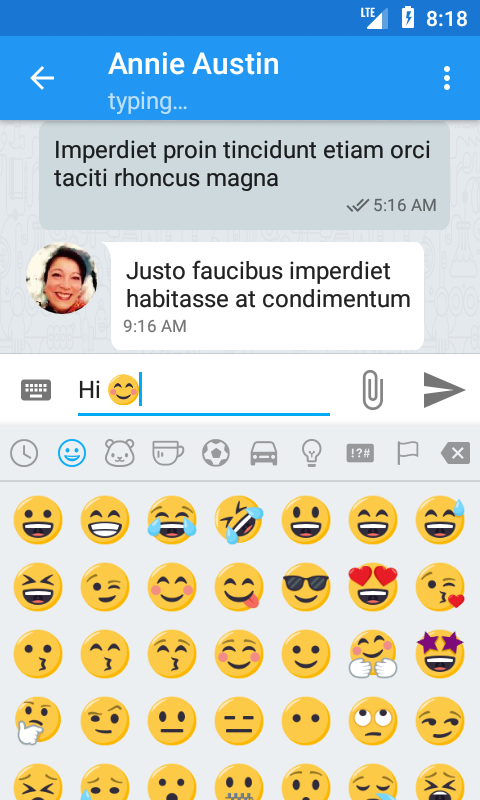 LTE 8:18
Annie Austin
typing...
Imperdiet proin tincidunt etiam orci
taciti rhoncus magna
5:16 AM
Justo faucibus imperdiet
habitasse at condimentum
9:16 AM
Hi 😊
!?#